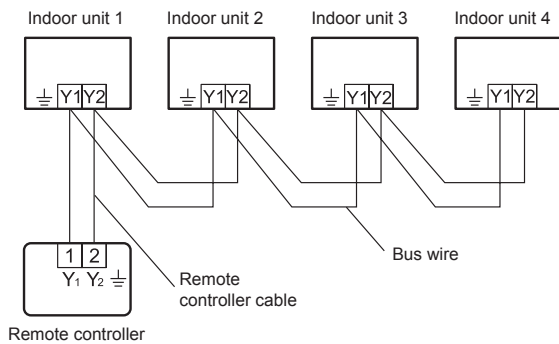 Indoor unit 1
Indoor unit 2
Indoor unit 3
Indoor unit 4
Y1 Y2
Y1 Y2
Y1 Y2
Y1 Y2
Bus wire
1 2
Y1 Y2
Remote
controller cable
Remote controller